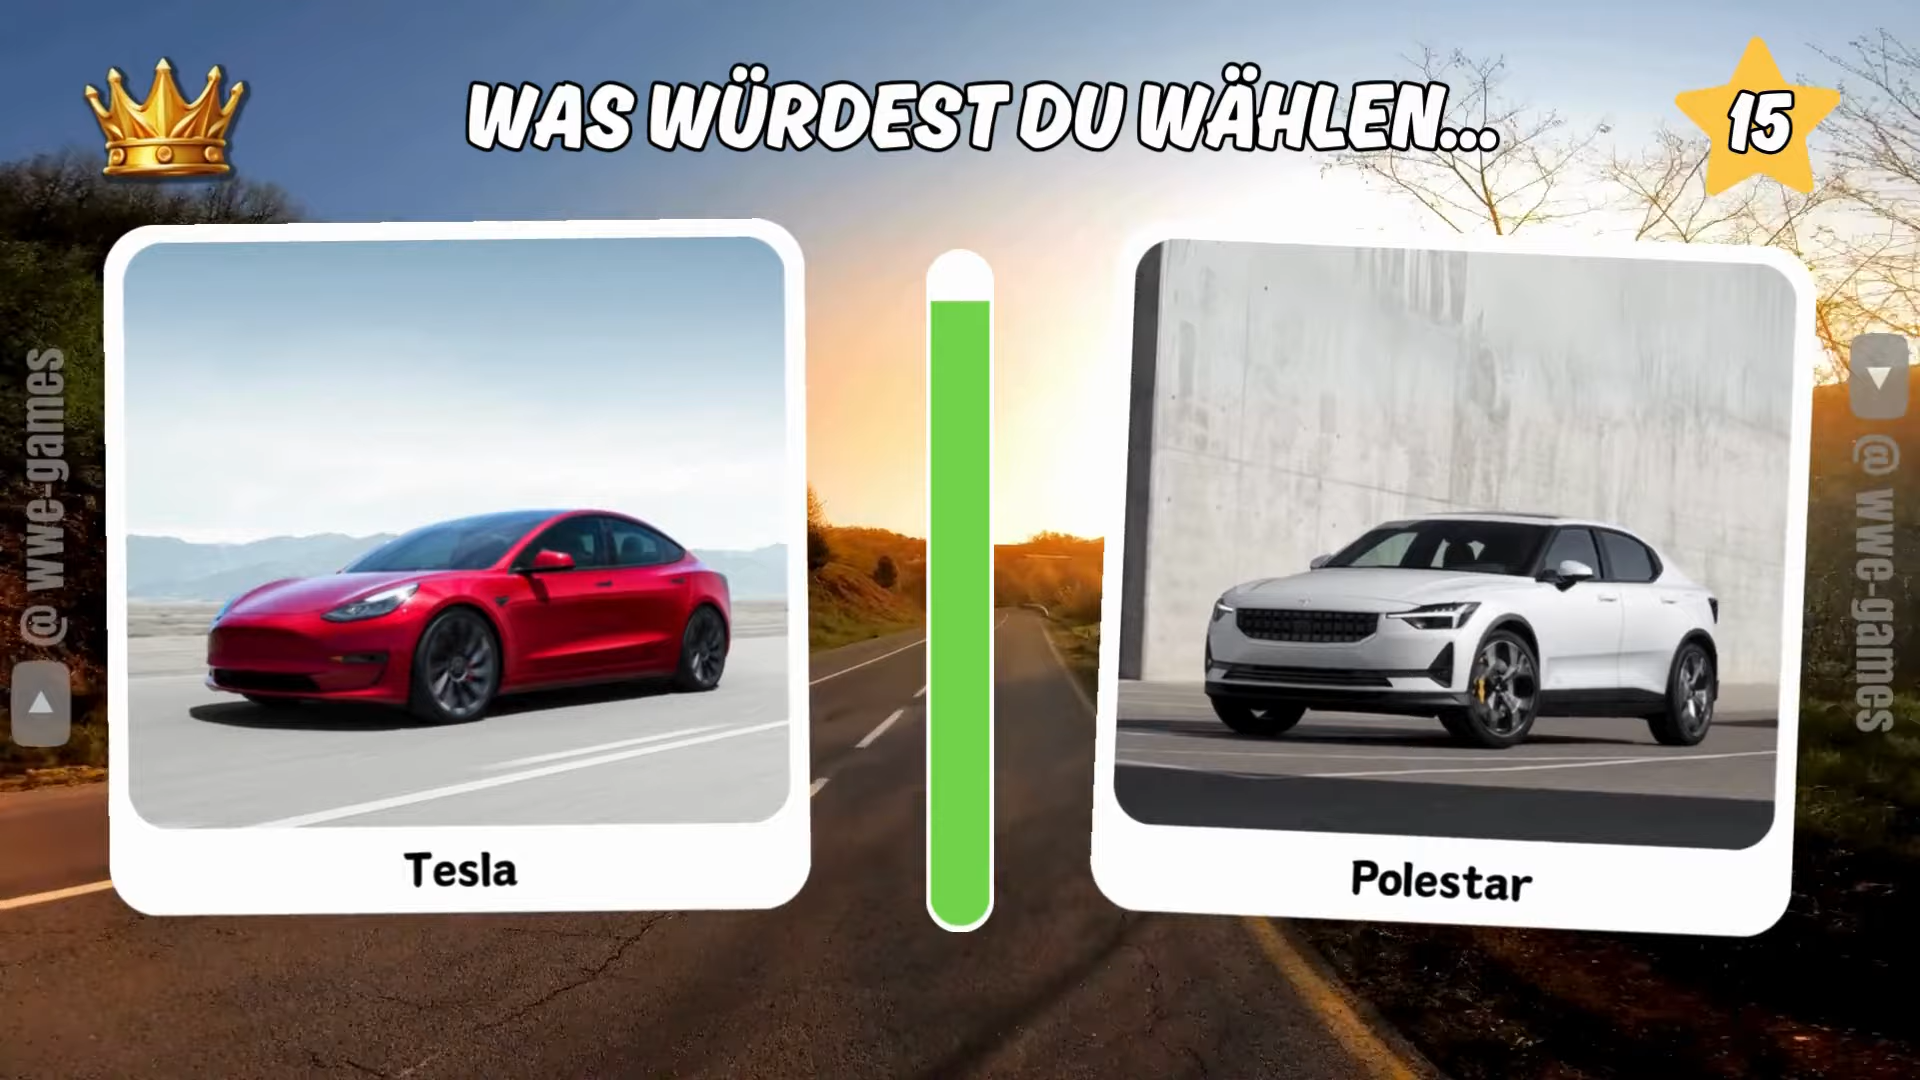 WAS WÜRDEST DU WÄHLEN...
15
@ wwe-games
@ wwe-games
Tesla
Polestar